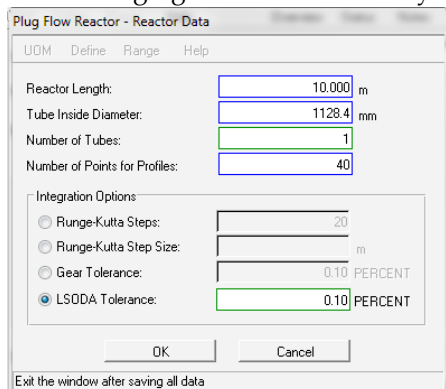 Plug Flow Reactor - Reactor Data
UOM Define Range Help
Reactor Length: 10.000 m
Tube Inside Diameter: 1128.4 mm
Number of Tubes: 1
Number of Points for Profiles: 40
Integration Options
Runge-Kutta Steps: 20
Runge-Kutta Step Size: m
Gear Tolerance: 0.10 PERCENT
LSODA Tolerance: 0.10 PERCENT
OK Cancel
Exit the window after saving all data